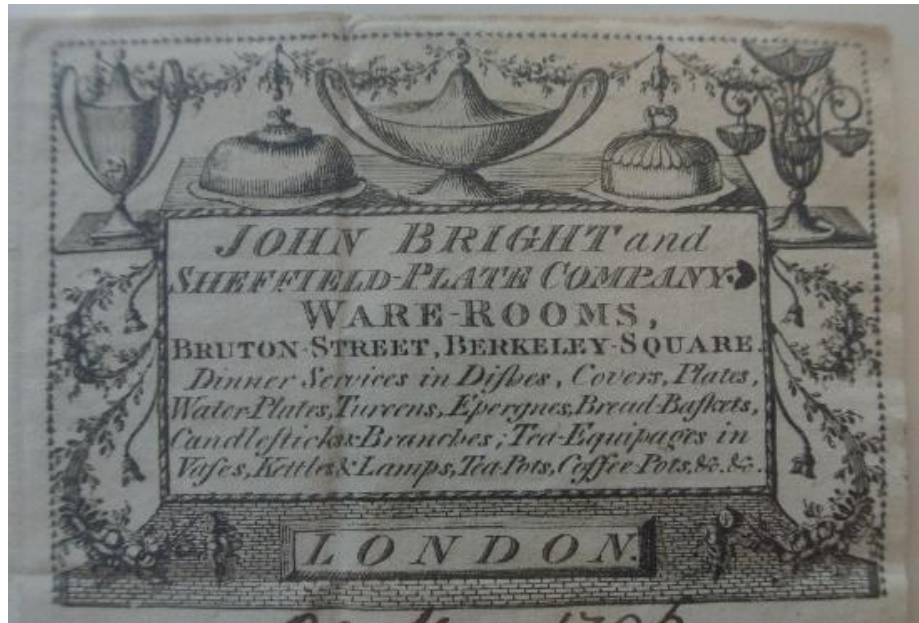 JOHN BRIGHT and
SHEFFIELD-PLATE COMPANY.
WARE-ROOMS,
BRUTON-STREET, BERKELEY-SQUARE.
Dinner Services in Diſhes, Covers, Plates,
Water-Plates, Tureens, Epergnes, Bread-Baſkets,
Candleſticks & Branches; Tea-Equipages in
Vaſes, Kettles & Lamps, Tea-Pots, Coffee-Pots, &c. &c.
LONDON.